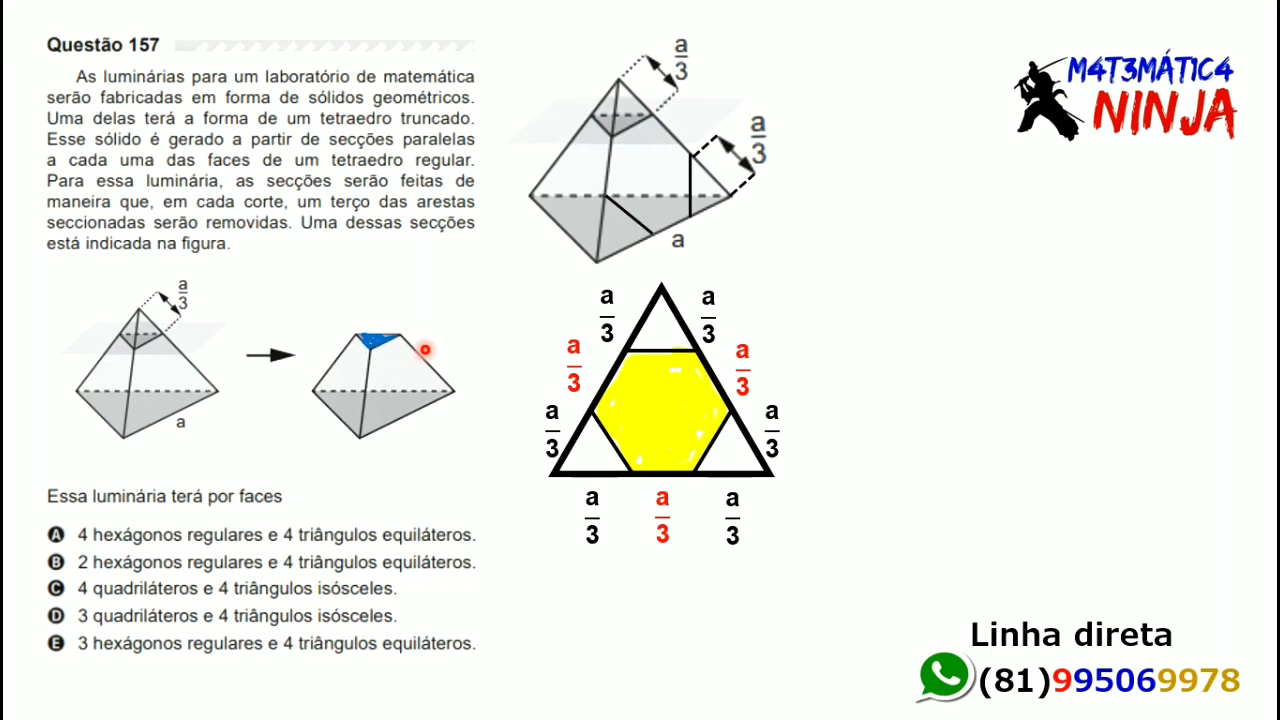 Questão 157
As luminárias para um laboratório de matemática
serão fabricadas em forma de sólidos geométricos.
Uma delas terá a forma de um tetraedro truncado.
Esse sólido é gerado a partir de secções paralelas
a cada uma das faces de um tetraedro regular.
Para essa luminária, as secções serão feitas de
maneira que, em cada corte, um terço das arestas
seccionadas serão removidas. Uma dessas secções
está indicada na figura.
a
3
a
Essa luminária terá por faces
A 4 hexágonos regulares e 4 triângulos equiláteros.
B 2 hexágonos regulares e 4 triângulos equiláteros.
C 4 quadriláteros e 4 triângulos isósceles.
D 3 quadriláteros e 4 triângulos isósceles.
E 3 hexágonos regulares e 4 triângulos equiláteros.
a
3
a
3
a
a
3
a
3
a
3
a
3
a
3
a
3
a
3
a
3
a
3
M4T3MÁTIC4
NINJA
Linha direta
(81)995069978